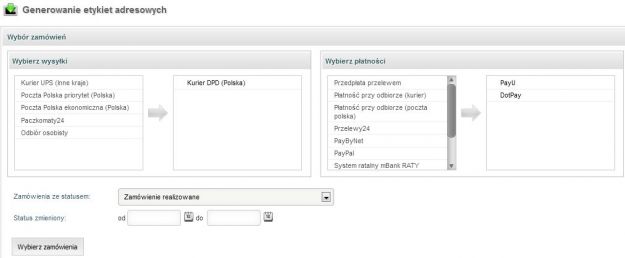 Generowanie etykiet adresowych
Wybór zamówień
Wybierz wysyłki
Kurier UPS (Inne kraje)
Poczta Polska priorytet (Polska)
Poczta Polska ekonomiczna (Polska)
Paczkomaty24
Odbiór osobisty
Kurier DPD (Polska)
Wybierz płatności
Przedpłata przelewem
Płatność przy odbiorze (kurier)
Płatność przy odbiorze (poczta
polska)
Przelewy24
PayByNet
PayPal
System ratalny mBank RATY
PayU
DotPay
Zamówienia ze statusem:
Zamówienie realizowane
Status zmieniony:
od
do
Wybierz zamówienia